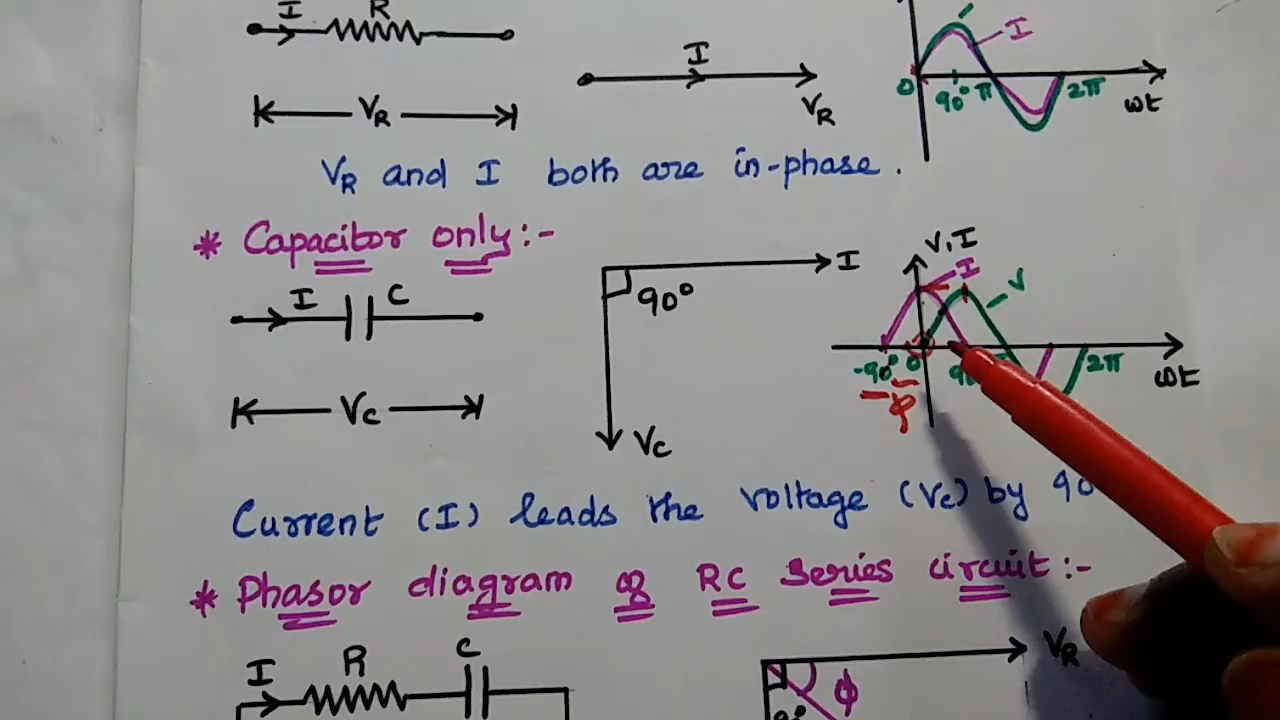 I R
I
I
V_R
V_R
0 90° π 2π ωt
V_R and I both are in-phase.
* Capacitor only:-
I C
I
90°
V_C
V_C
V, I
I V
-90° 0 2π ωt
φ
Current (I) leads the voltage (V_C) by 90
* Phasor diagram of RC series circuit:-
I R C
V_R
φ